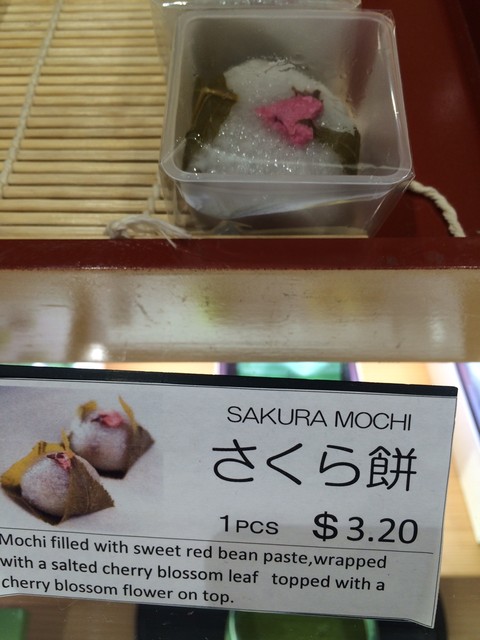 SAKURA MOCHI
さくら餅
1PCS $3.20
Mochi filled with sweet red bean paste,wrapped
with a salted cherry blossom leaf topped with a
cherry blossom flower on top.